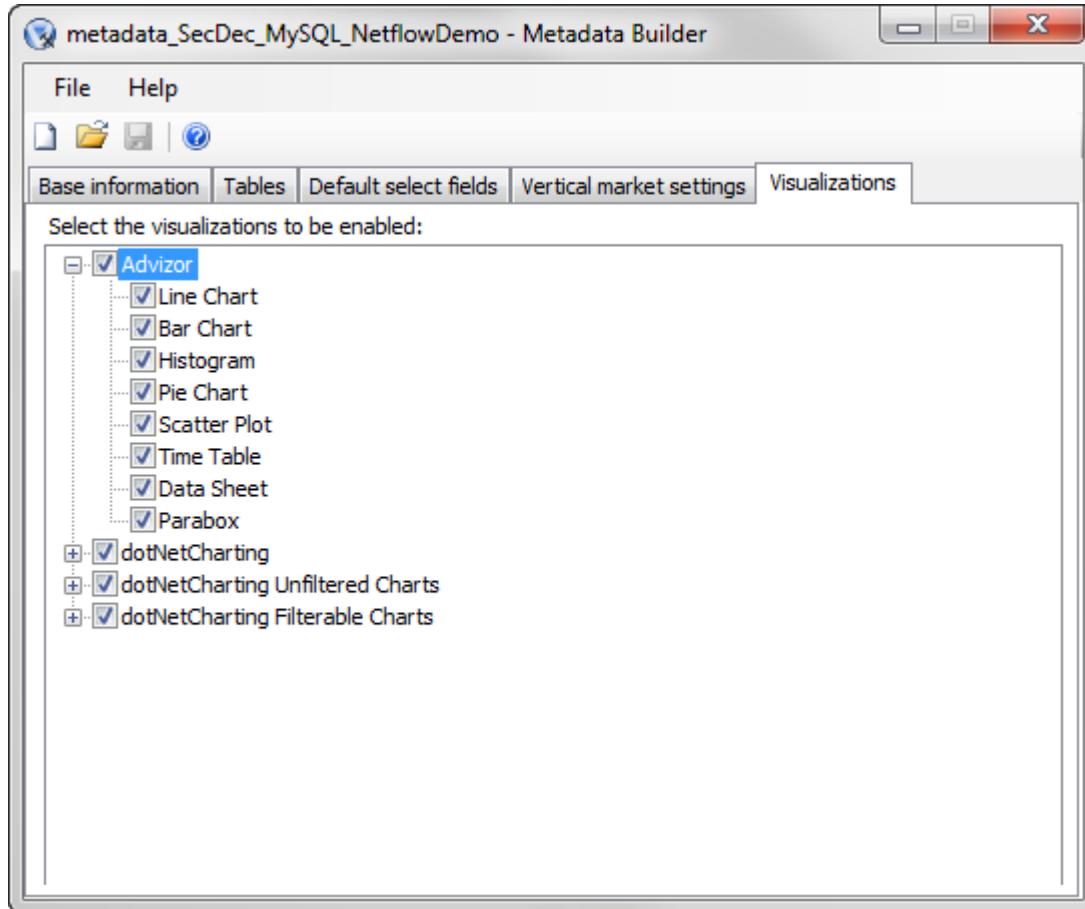 metadata_SecDec_MySQL_NetflowDemo - Metadata Builder
File Help
Base information Tables Default select fields Vertical market settings Visualizations
Select the visualizations to be enabled:
Advizor
Line Chart
Bar Chart
Histogram
Pie Chart
Scatter Plot
Time Table
Data Sheet
Parabox
dotNetCharting
dotNetCharting Unfiltered Charts
dotNetCharting Filterable Charts